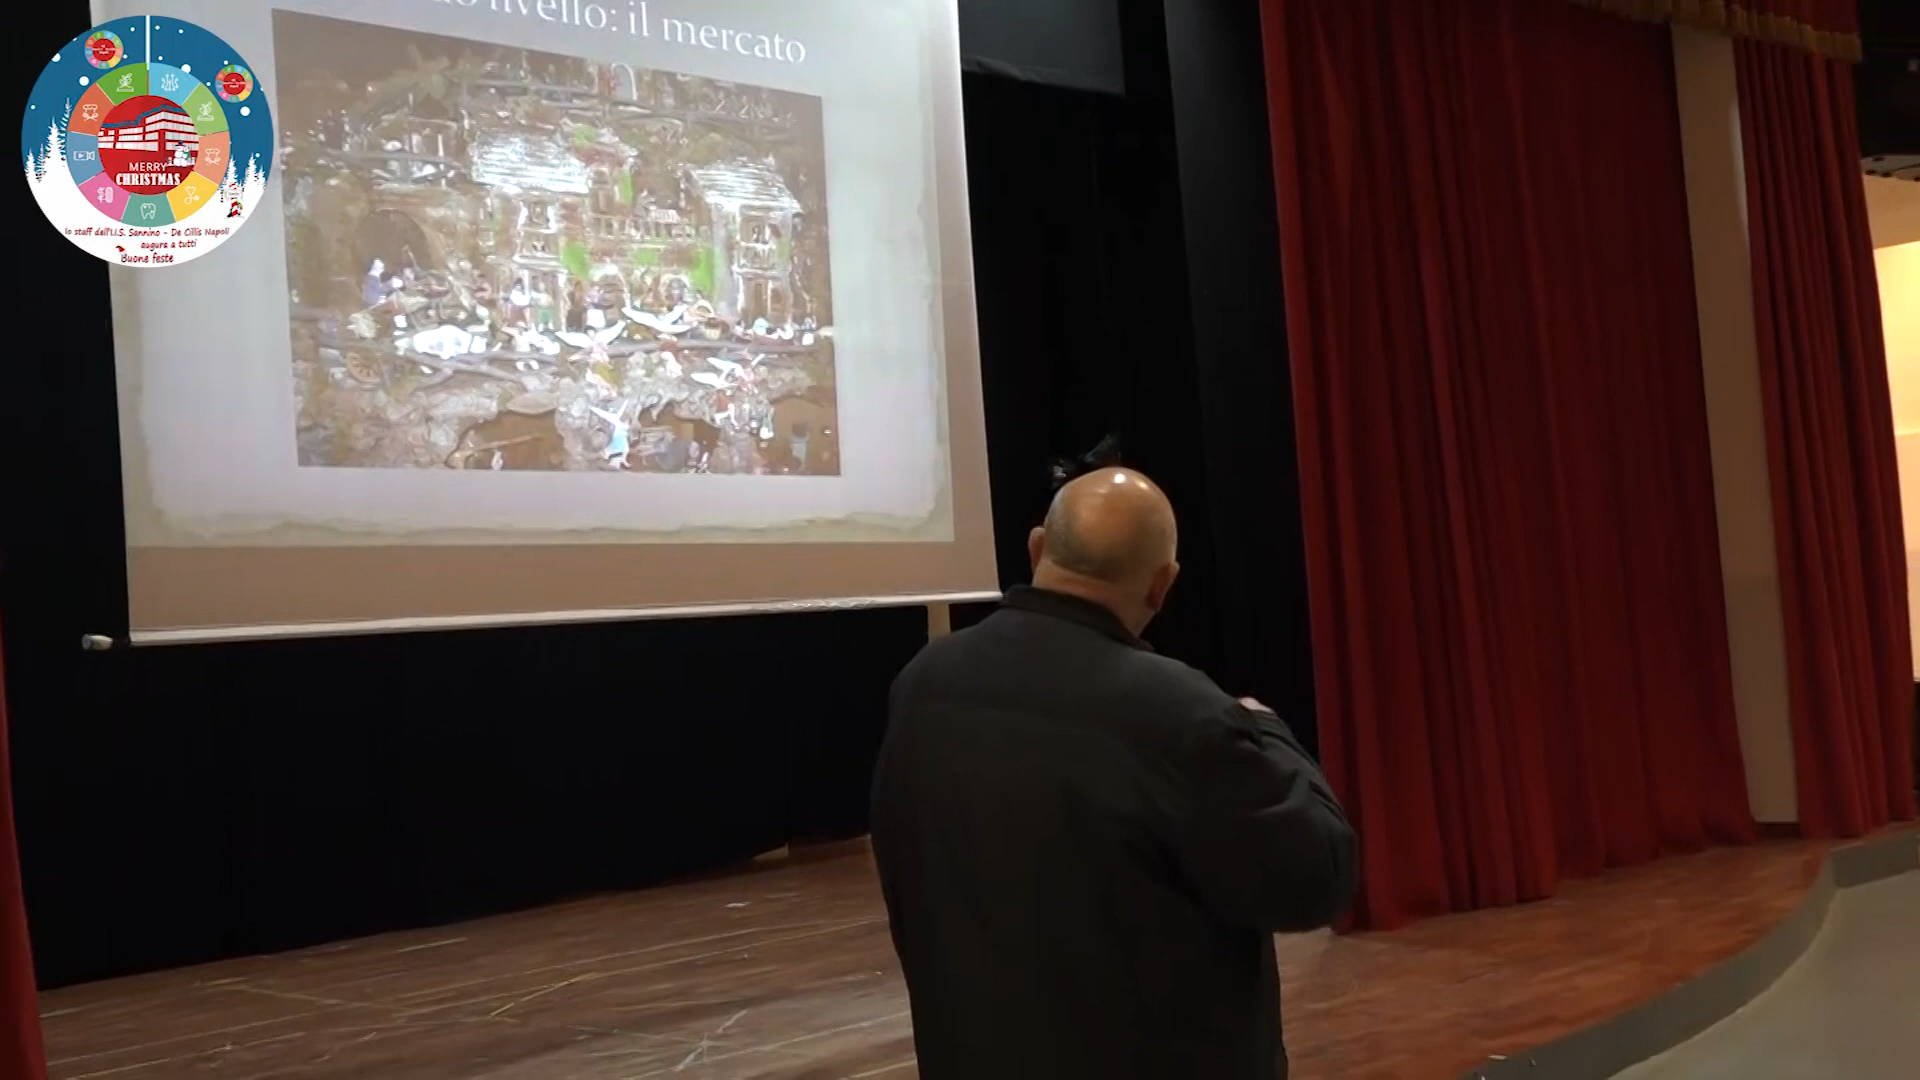 livello: il mercato
MERRY
CHRISTMAS
lo staff dell'I.I.S. Sannino - De Cillis Napoli
augura a tutti
Buone feste